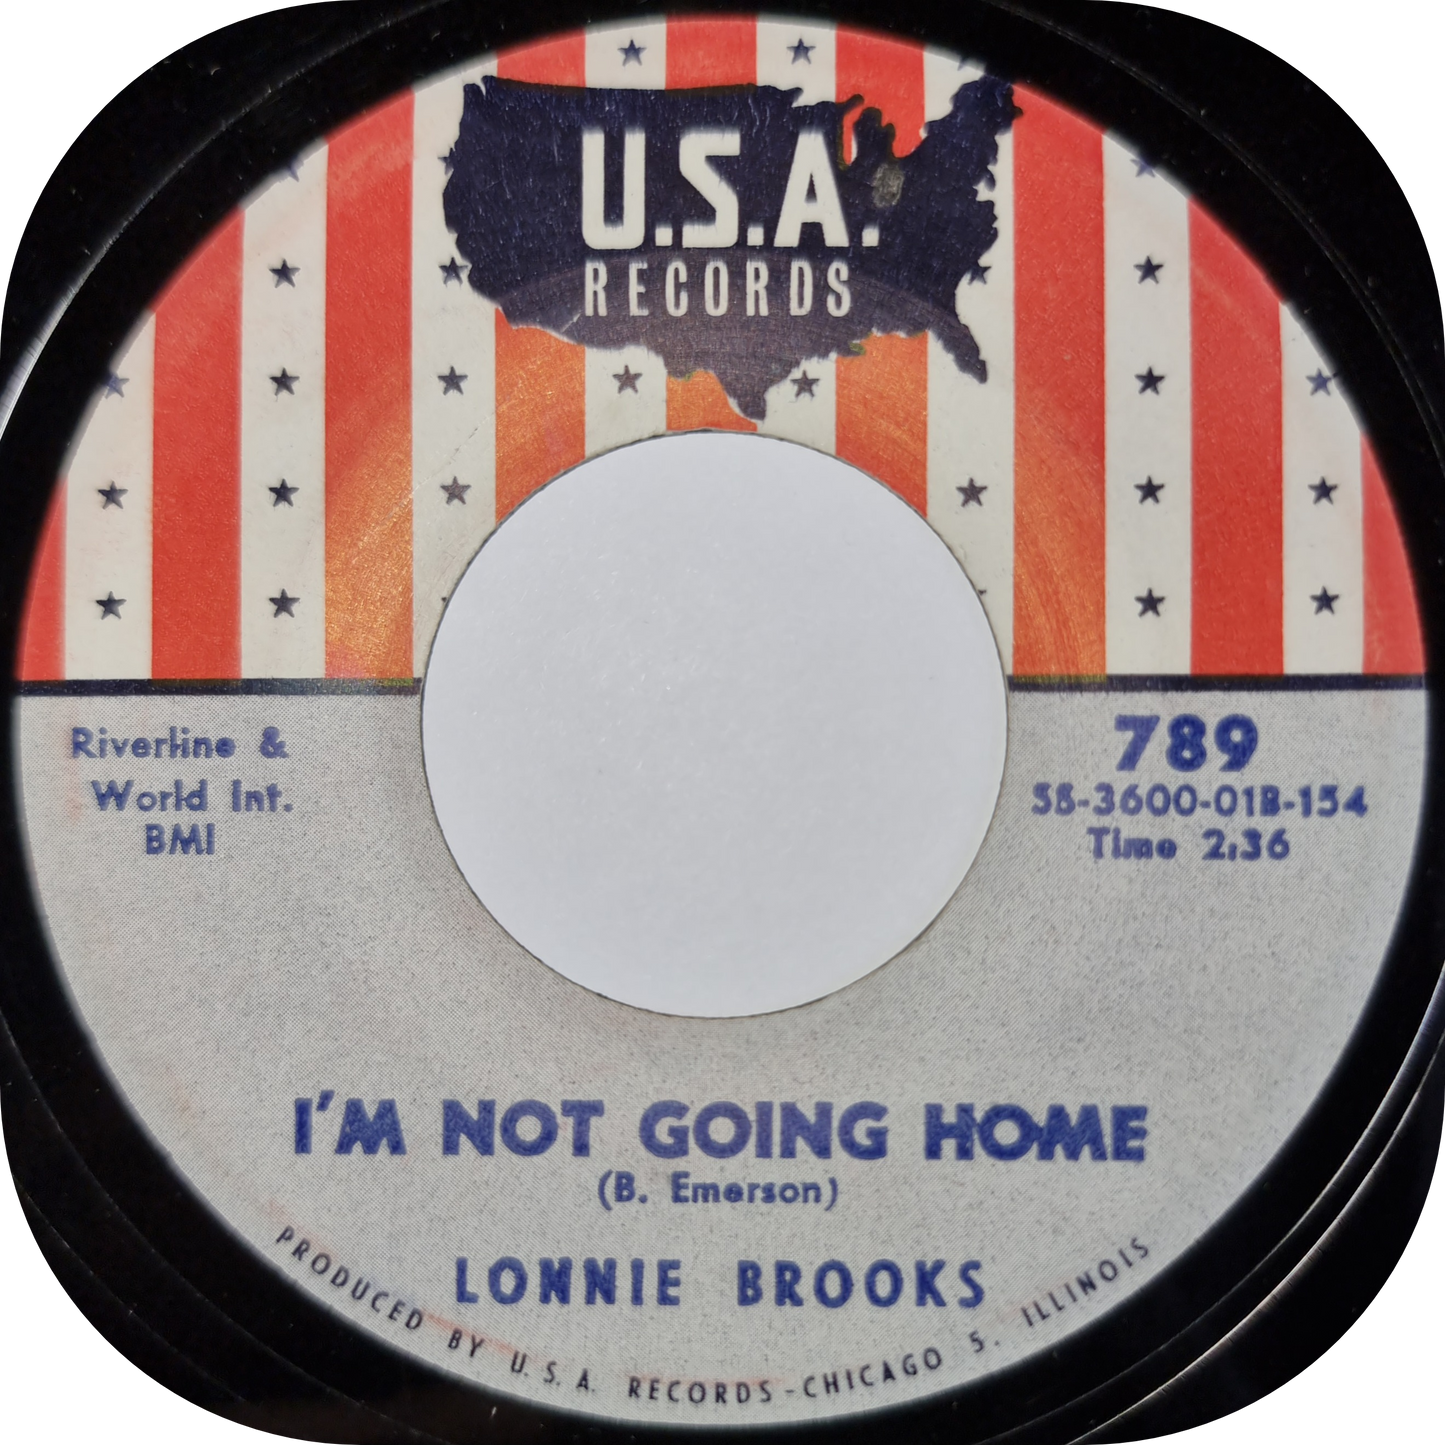 U.S.A.
RECORDS
Riverline &
World Int.
BMI
789
SS-3600-01B-154
Time 2:36
I'M NOT GOING HOME
(B. Emerson)
LONNIE BROOKS
PRODUCED BY U.S.A. RECORDS-CHICAGO 5. ILLINOIS